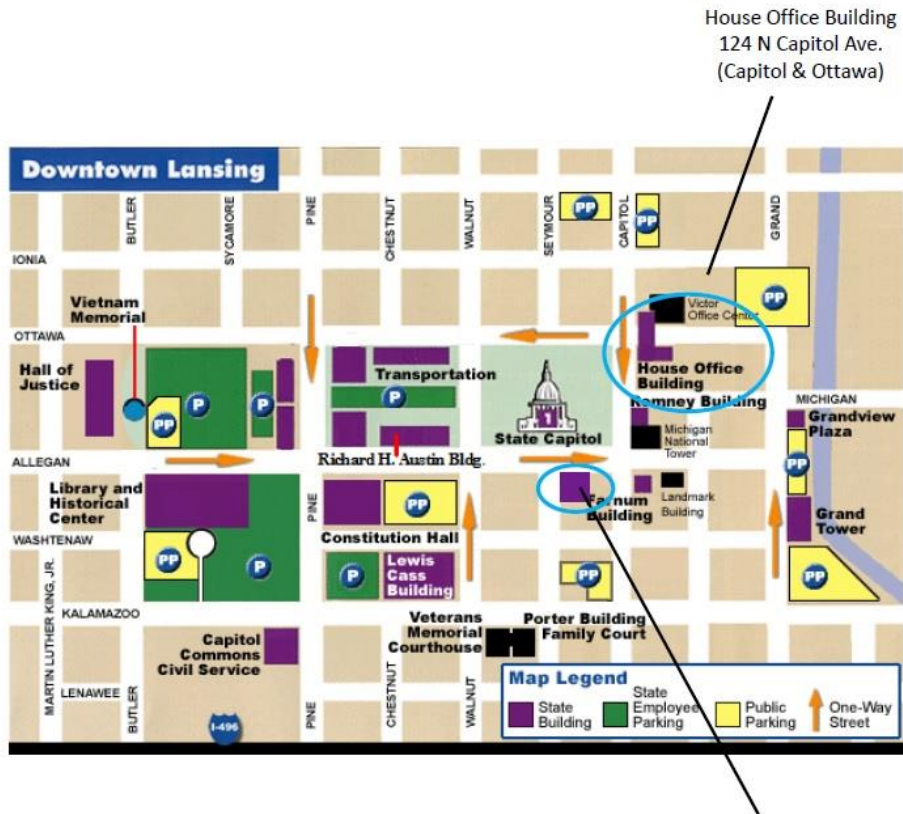 House Office Building
124 N Capitol Ave.
(Capitol & Ottawa)
Downtown Lansing
BUTLER
SYCAMORE
PINE
CHESTNUT
WALNUT
SEYMOUR
PP
CAPITOL
PP
GRAND
IONIA
Vietnam
Memorial
PP
Victor
Office Center
OTTAWA
Hall of
Justice
P
PP
P
Transportation
P
1
State Capitol
House Office
Building
Romney Building
Michigan
National
Tower
MICHIGAN
Grandview
Plaza
PP
ALLEGAN
Richard H. Austin Bldg.
Library and
Historical
Center
PINE
PP
Farnum
Building
Landmark
Building
Grand
Tower
WASHTENAW
PP
P
Constitution Hall
P
Lewis
Cass
Building
PP
PP
MARTIN LUTHER KING, JR.
KALAMAZOO
Capitol
Commons
Civil Service
Veterans
Memorial
Courthouse
Porter Building
Family Court
LENAWEE
BUTLER
I-496
PINE
CHESTNUT
WALNUT
Map Legend
State
Building
State
Employee
Parking
Public
Parking
One-Way
Street